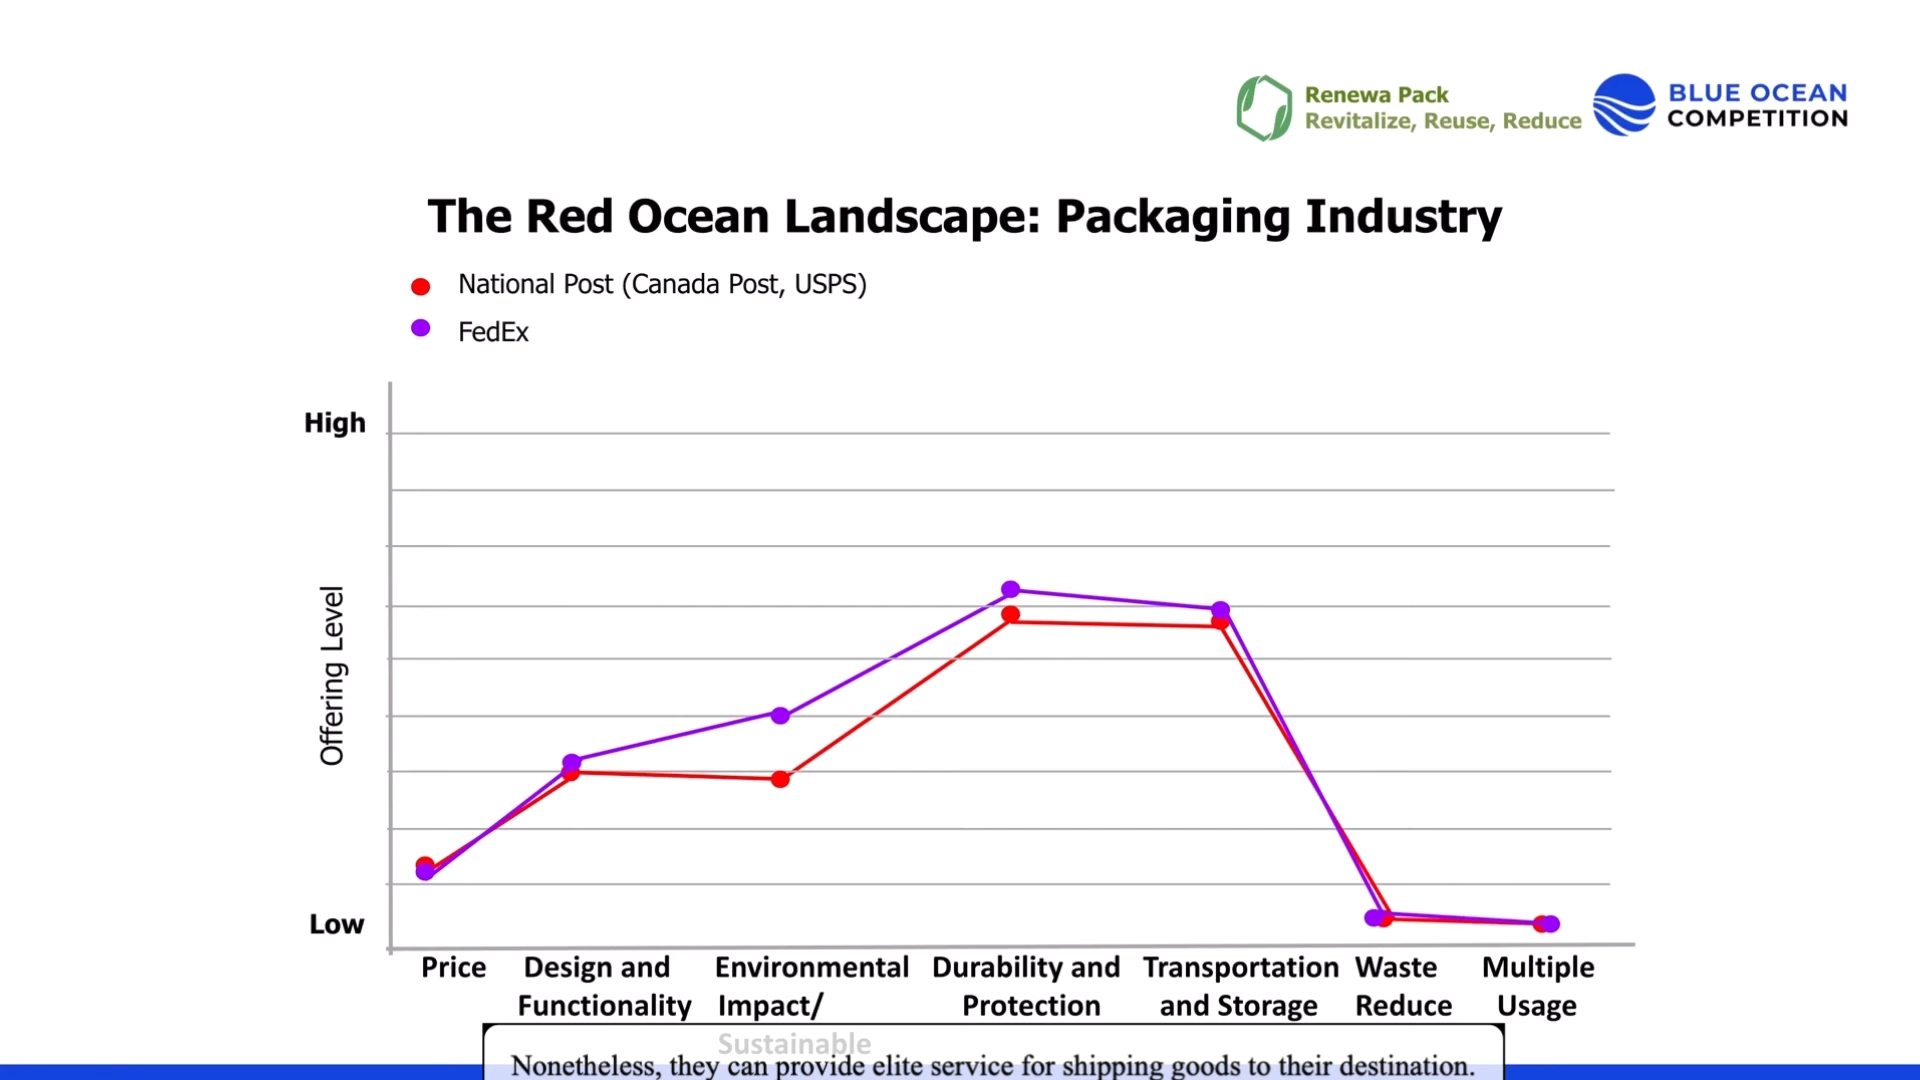 Renewa Pack
Revitalize, Reuse, Reduce
BLUE OCEAN
COMPETITION
The Red Ocean Landscape: Packaging Industry
National Post (Canada Post, USPS)
FedEx
High
Offering Level
Low
Price
Design and
Functionality
Environmental
Impact/
Sustainable
Durability and
Protection
Transportation
and Storage
Waste
Reduce
Multiple
Usage
Nonetheless, they can provide elite service for shipping goods to their destination.